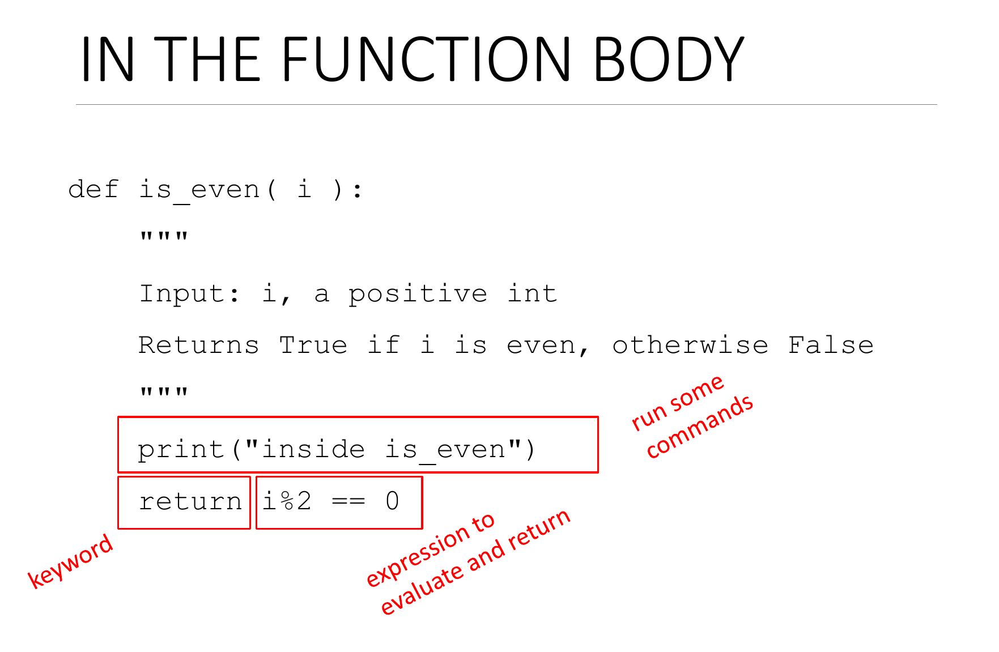 IN THE FUNCTION BODY
def is_even( i ):
"""
Input: i, a positive int
Returns True if i is even, otherwise False
"""
run some
commands
print("inside is_even")
return i%2 == 0
keyword
expression to
evaluate and return